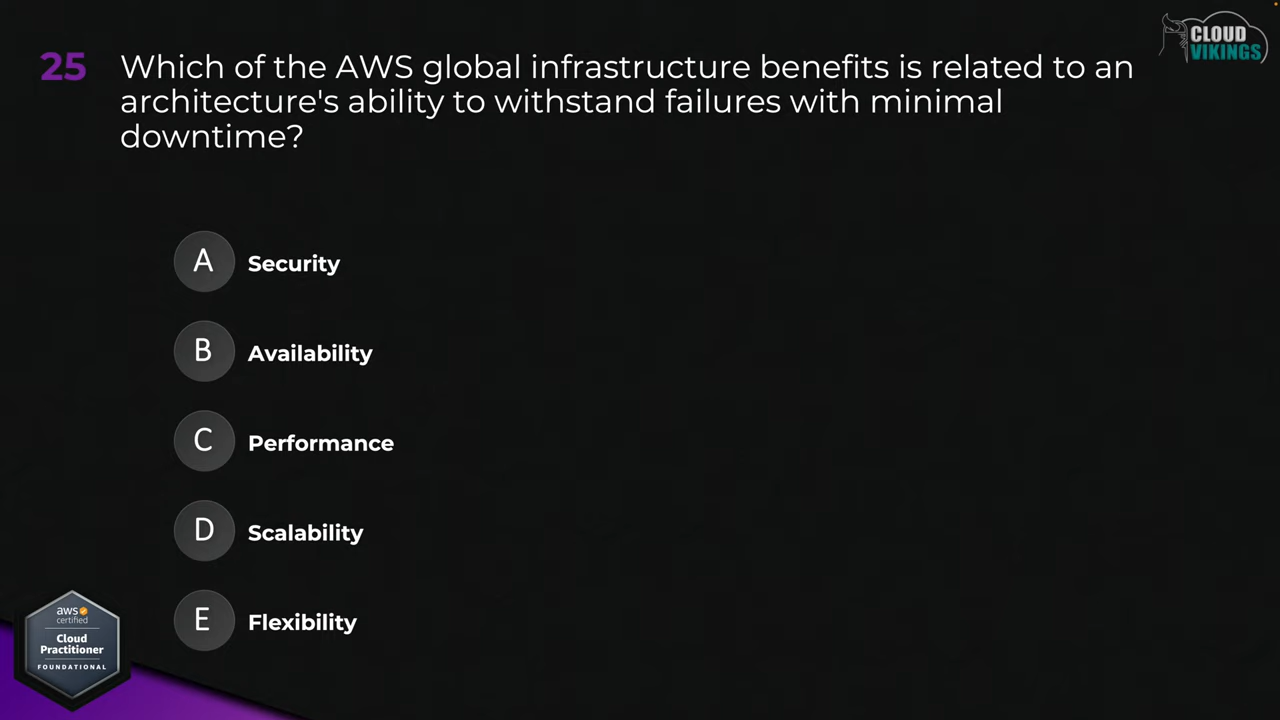 CLOUD
VIKINGS
25 Which of the AWS global infrastructure benefits is related to an
architecture's ability to withstand failures with minimal
downtime?
A Security
B Availability
C Performance
D Scalability
E Flexibility
aws
certified
Cloud
Practitioner
FOUNDATIONAL